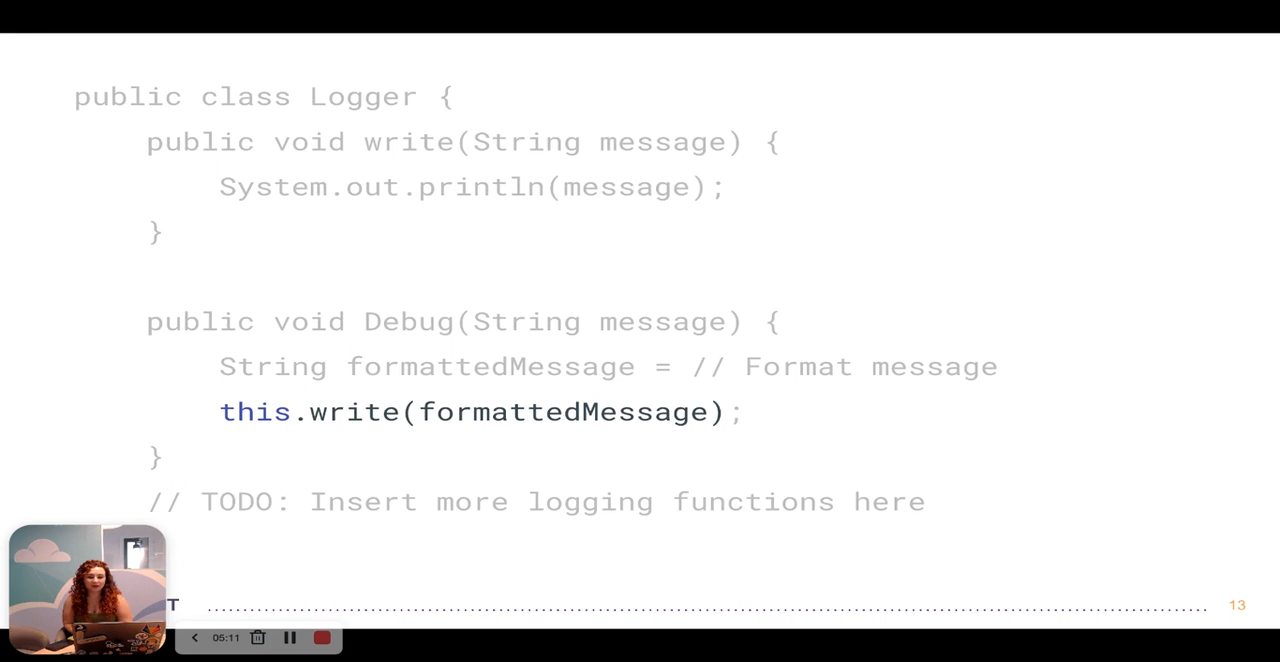 public class Logger {
public void write(String message) {
System.out.println(message);
}
public void Debug(String message) {
String formattedMessage = // Format message
this.write(formattedMessage);
}
// TODO: Insert more logging functions here
T
13
05:11